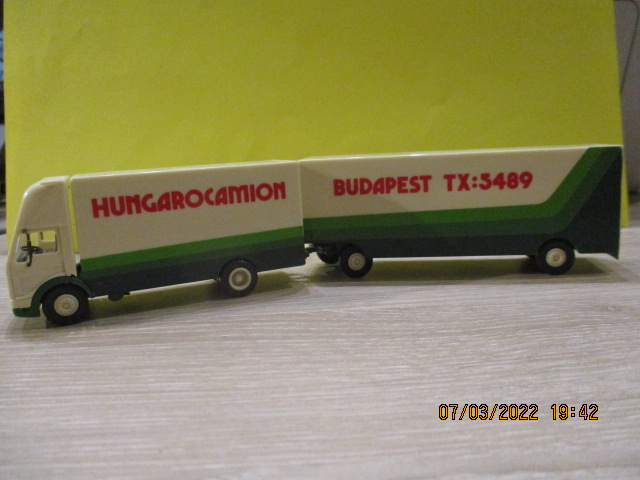 HUNGAROCAMION
BUDAPEST TX:5489
07/03/2022 19:42